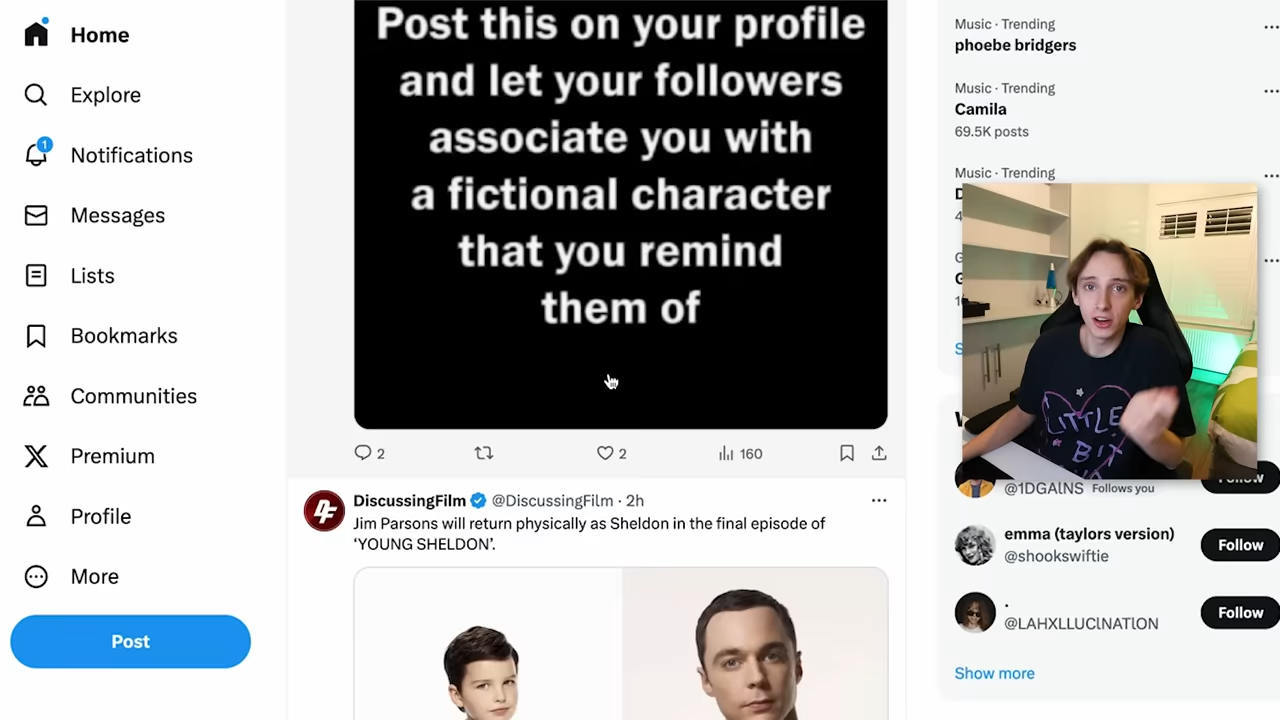 Home
Explore
1
Notifications
Messages
Lists
Bookmarks
Communities
Premium
Profile
More
Post
Post this on your profile
and let your followers
associate you with
a fictional character
that you remind
them of
2
2
160
DiscussingFilm @DiscussingFilm · 2h
Jim Parsons will return physically as Sheldon in the final episode of
‘YOUNG SHELDON’.
Music · Trending
phoebe bridgers
Music · Trending
Camila
69.5K posts
Music · Trending
LITTLE
BIT
@1DGAlNS Follows you
emma (taylors version)
@shookswiftie
Follow
.
@LAHXLLUClNATlON
Follow
Show more